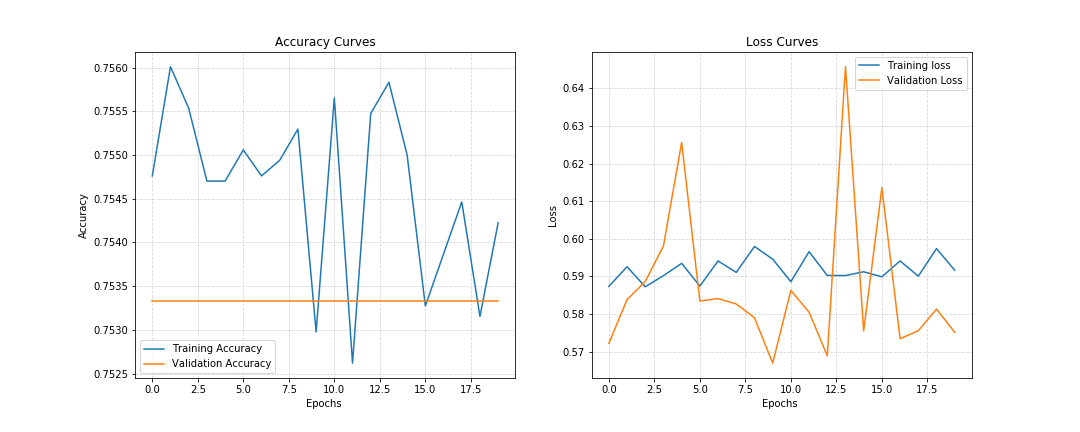 Accuracy Curves
0.7560
0.7555
0.7550
0.7545
0.7540
0.7535
0.7530
0.7525
Accuracy
Training Accuracy
Validation Accuracy
0.0 2.5 5.0 7.5 10.0 12.5 15.0 17.5
Epochs
Loss Curves
Training loss
Validation Loss
0.64
0.63
0.62
0.61
0.60
0.59
0.58
0.57
Loss
0.0 2.5 5.0 7.5 10.0 12.5 15.0 17.5
Epochs